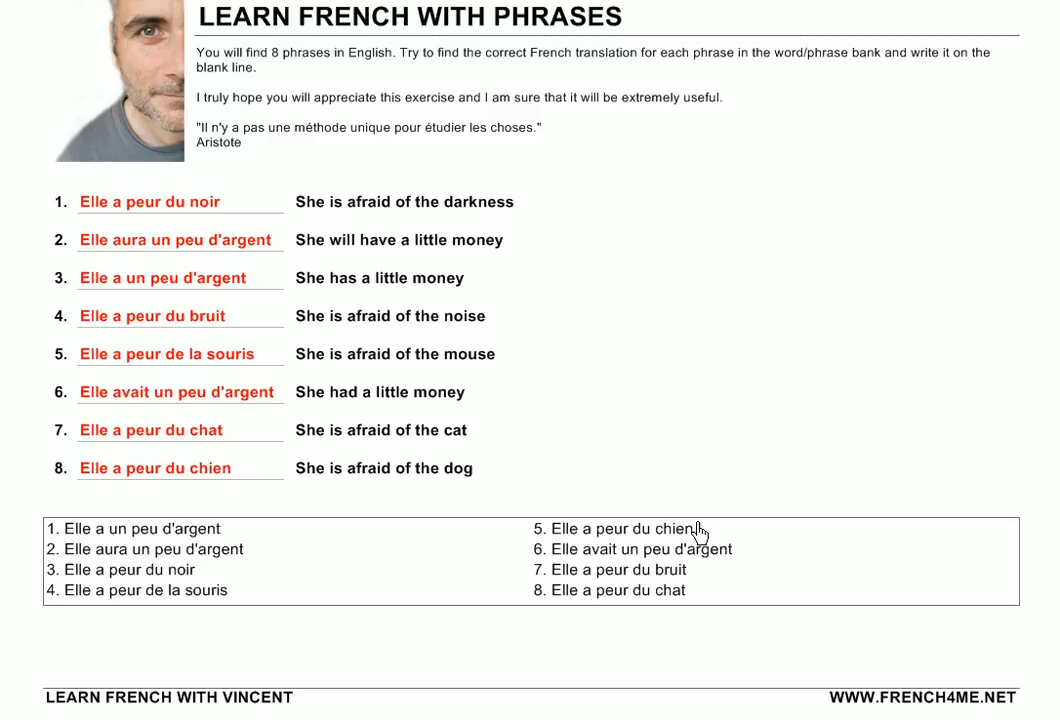 LEARN FRENCH WITH PHRASES
You will find 8 phrases in English. Try to find the correct French translation for each phrase in the word/phrase bank and write it on the
blank line.
I truly hope you will appreciate this exercise and I am sure that it will be extremely useful.
"Il n'y a pas une méthode unique pour étudier les choses."
Aristote
1. Elle a peur du noir She is afraid of the darkness
2. Elle aura un peu d'argent She will have a little money
3. Elle a un peu d'argent She has a little money
4. Elle a peur du bruit She is afraid of the noise
5. Elle a peur de la souris She is afraid of the mouse
6. Elle avait un peu d'argent She had a little money
7. Elle a peur du chat She is afraid of the cat
8. Elle a peur du chien She is afraid of the dog
1. Elle a un peu d'argent
2. Elle aura un peu d'argent
3. Elle a peur du noir
4. Elle a peur de la souris
5. Elle a peur du chien
6. Elle avait un peu d'argent
7. Elle a peur du bruit
8. Elle a peur du chat
LEARN FRENCH WITH VINCENT WWW.FRENCH4ME.NET